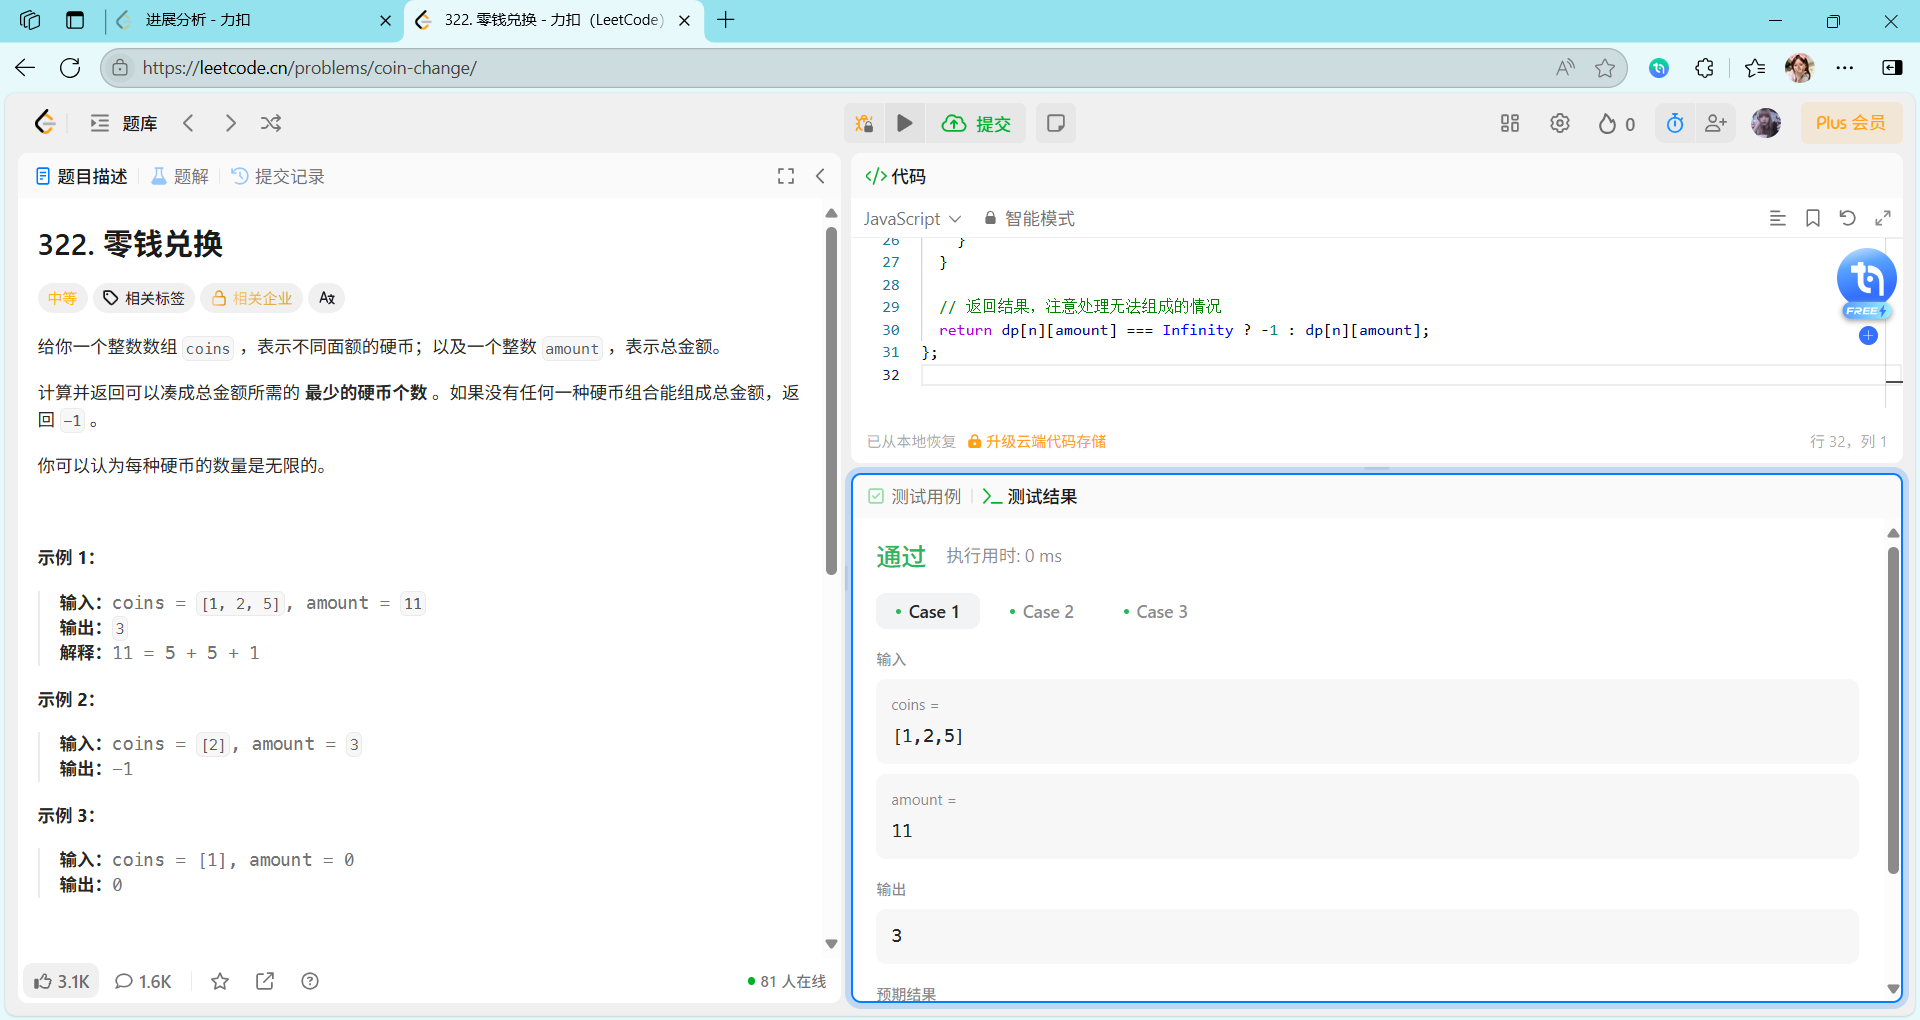 进展分析 - 力扣
322. 零钱兑换 - 力扣（LeetCode）
https://leetcode.cn/problems/coin-change/
题库
提交
0
Plus 会员
题目描述
题解
提交记录
322. 零钱兑换
中等
相关标签
相关企业
给你一个整数数组 coins ，表示不同面额的硬币；以及一个整数 amount ，表示总金额。
计算并返回可以凑成总金额所需的 最少的硬币个数 。如果没有任何一种硬币组合能组成总金额，返
回 -1 。
你可以认为每种硬币的数量是无限的。
示例 1：
输入：coins = [1, 2, 5], amount = 11
输出：3
解释：11 = 5 + 5 + 1
示例 2：
输入：coins = [2], amount = 3
输出：-1
示例 3：
输入：coins = [1], amount = 0
输出：0
3.1K
1.6K
81 人在线
</> 代码
JavaScript
智能模式
26 }
27 }
28
29 // 返回结果，注意处理无法组成的情况
30 return dp[n][amount] === Infinity ? -1 : dp[n][amount];
31 };
32
FREE
已从本地恢复
升级云端代码存储
行 32，列 1
测试用例
测试结果
通过
执行用时: 0 ms
Case 1
Case 2
Case 3
输入
coins =
[1,2,5]
amount =
11
输出
3
预期结果